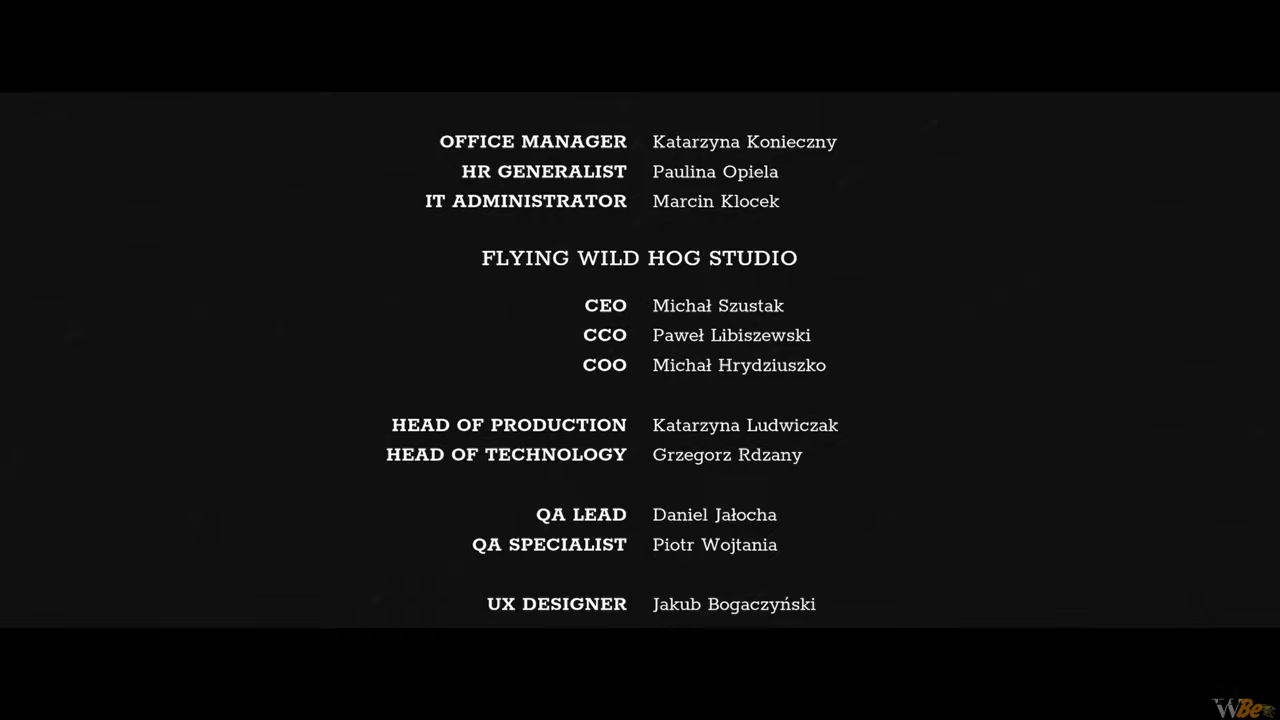 OFFICE MANAGER Katarzyna Konieczny
HR GENERALIST Paulina Opiela
IT ADMINISTRATOR Marcin Klocek
FLYING WILD HOG STUDIO
CEO Michał Szustak
CCO Paweł Libiszewski
COO Michał Hrydziuszko
HEAD OF PRODUCTION Katarzyna Ludwiczak
HEAD OF TECHNOLOGY Grzegorz Rdzany
QA LEAD Daniel Jałocha
QA SPECIALIST Piotr Wojtania
UX DESIGNER Jakub Bogaczyński
WBe